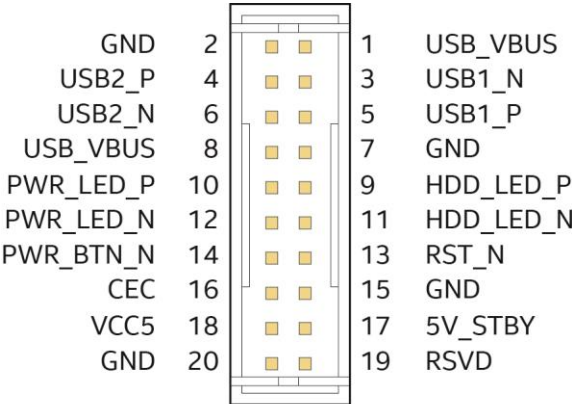 GND 2 1 USB_VBUS
USB2_P 4 3 USB1_N
USB2_N 6 5 USB1_P
USB_VBUS 8 7 GND
PWR_LED_P 10 9 HDD_LED_P
PWR_LED_N 12 11 HDD_LED_N
PWR_BTN_N 14 13 RST_N
CEC 16 15 GND
VCC5 18 17 5V_STBY
GND 20 19 RSVD